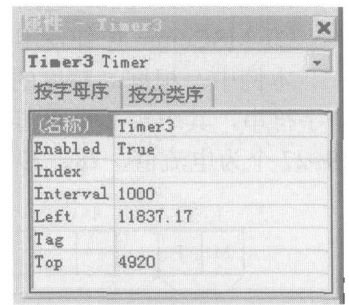 属性 - Timer3
Timer3 Timer
按字母序 按分类序
(名称) Timer3
Enabled True
Index
Interval 1000
Left 11837.17
Tag
Top 4920